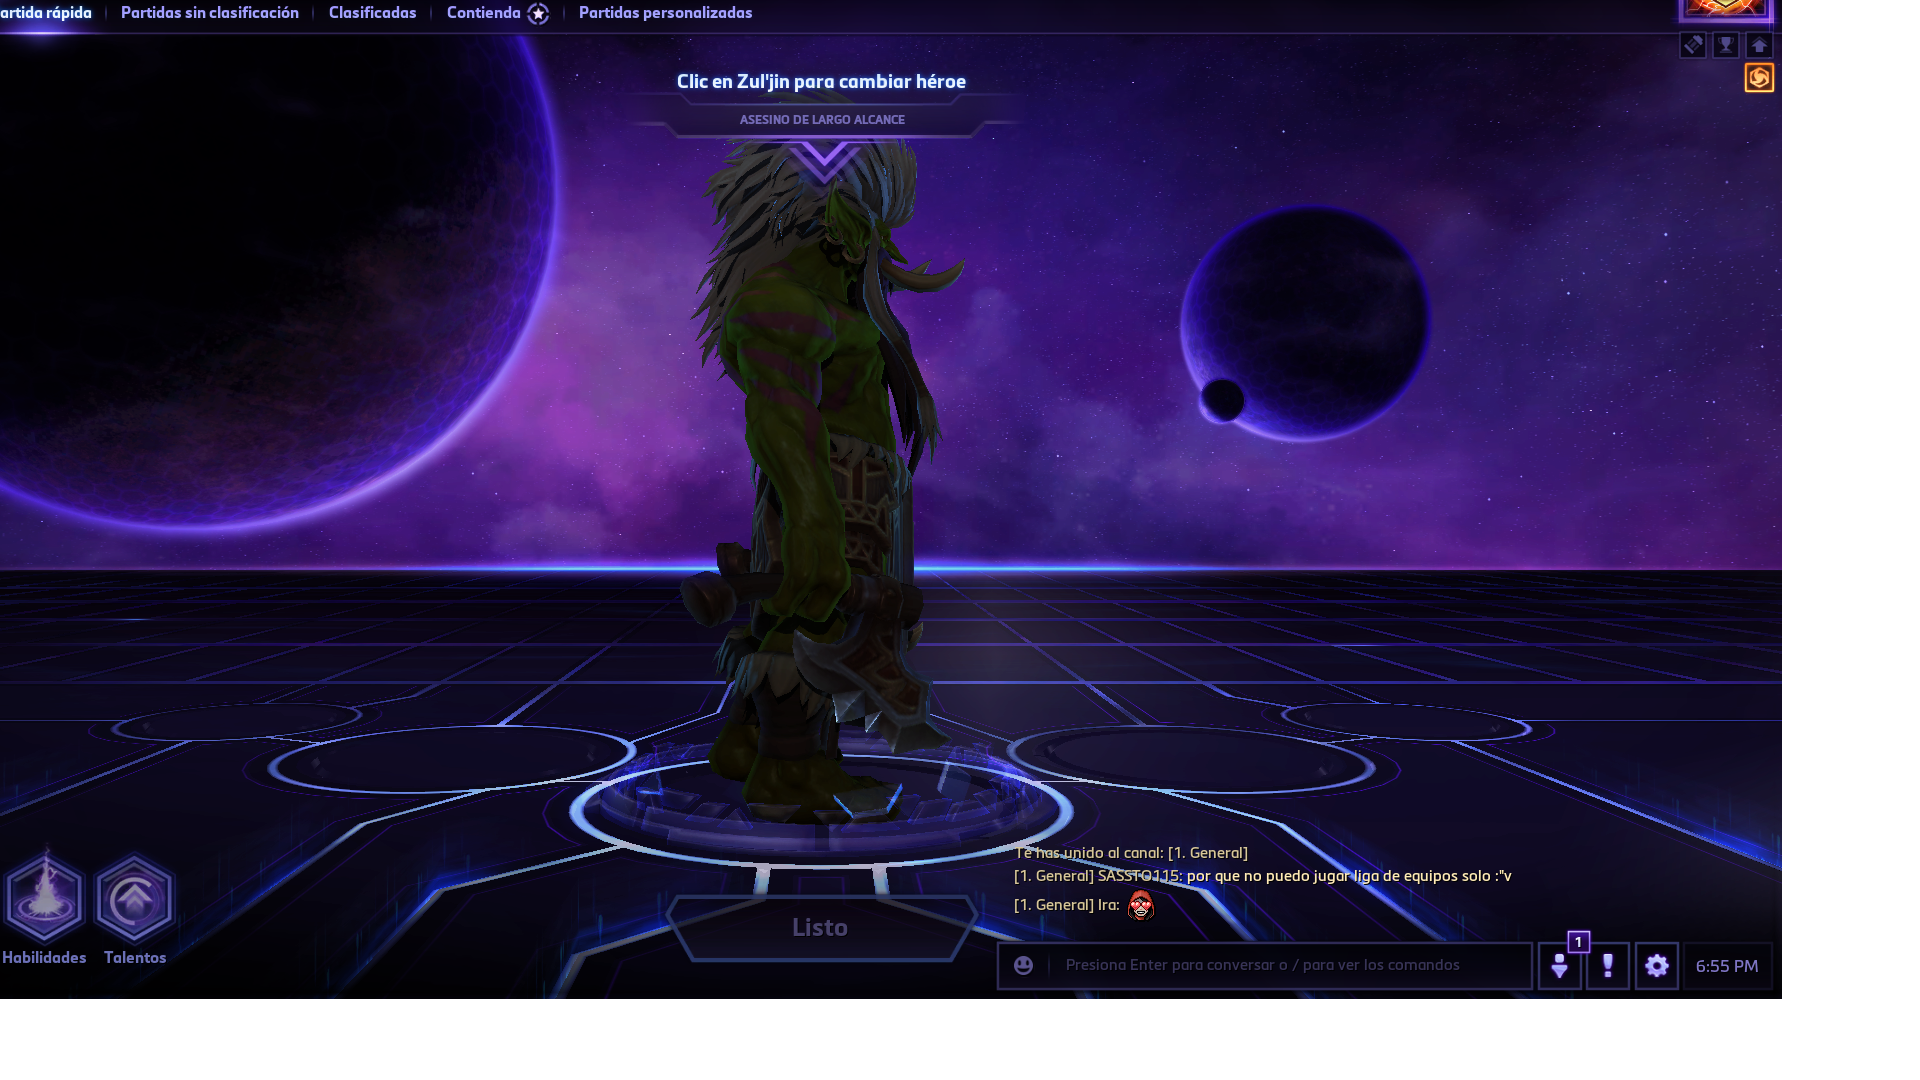 artida rápida
Partidas sin clasificación
Clasificadas
Contienda
Partidas personalizadas
Clic en Zul'jin para cambiar héroe
ASESINO DE LARGO ALCANCE
Te has unido al canal: [1. General]
[1. General] SASSTO115: por que no puedo jugar liga de equipos solo :"v
[1. General] Ira:
Listo
Habilidades
Talentos
Presiona Enter para conversar o / para ver los comandos
1
6:55 PM